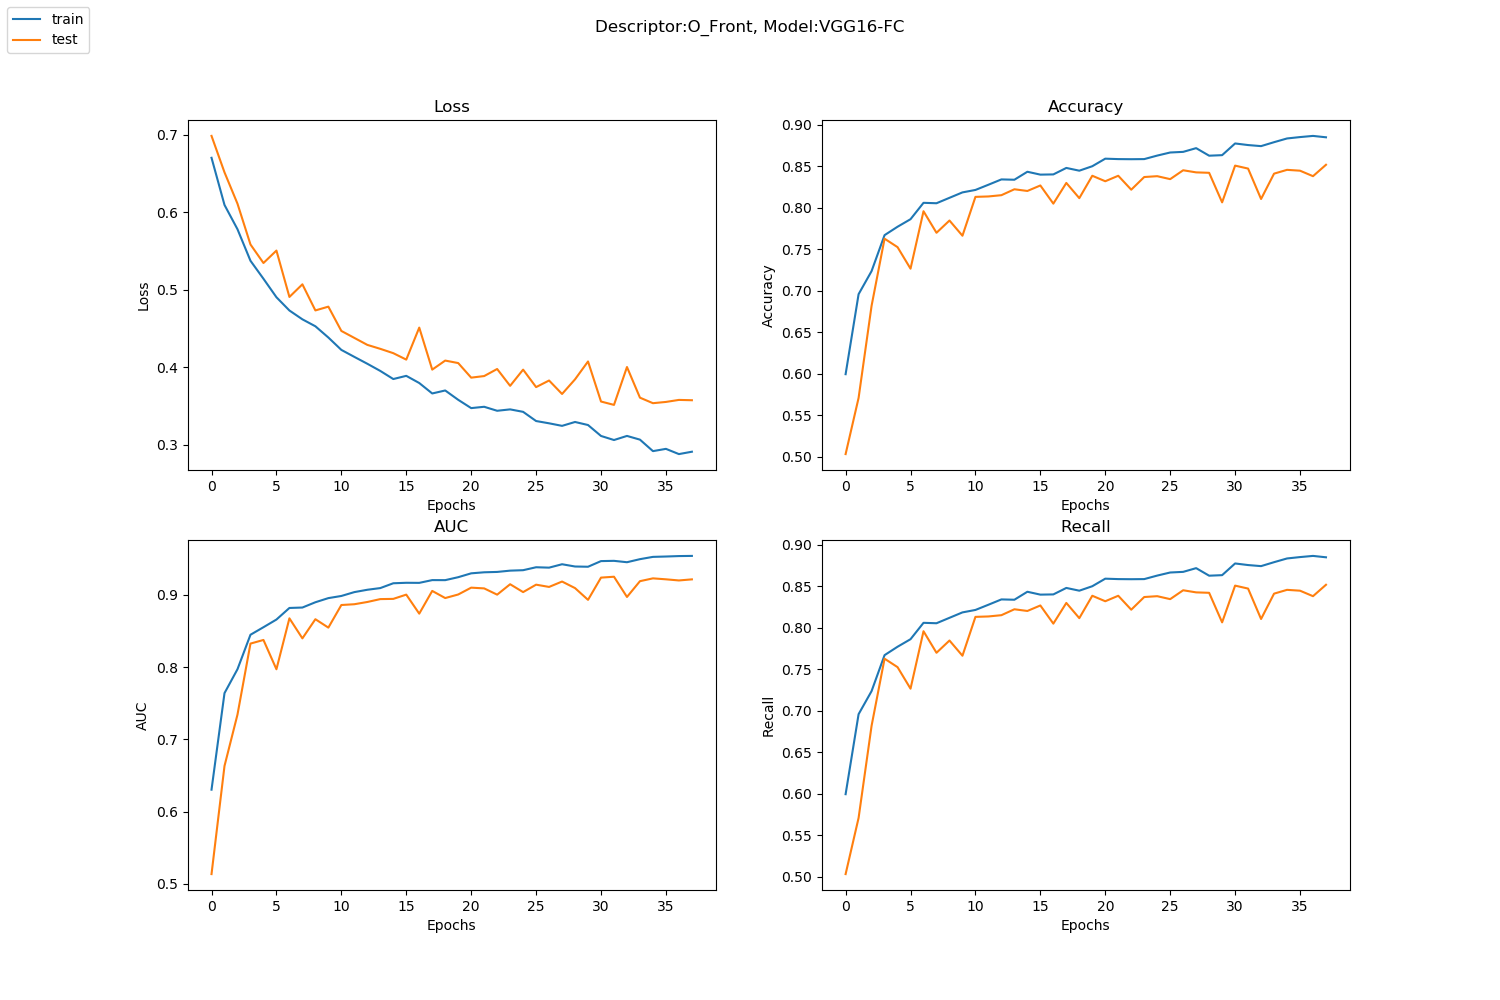 train
test
Descriptor:O_Front, Model:VGG16-FC
Loss
Loss
0.7
0.6
0.5
0.4
0.3
0 5 10 15 20 25 30 35
Epochs
Accuracy
Accuracy
0.90
0.85
0.80
0.75
0.70
0.65
0.60
0.55
0.50
0 5 10 15 20 25 30 35
Epochs
AUC
AUC
0.9
0.8
0.7
0.6
0.5
0 5 10 15 20 25 30 35
Epochs
Recall
Recall
0.90
0.85
0.80
0.75
0.70
0.65
0.60
0.55
0.50
0 5 10 15 20 25 30 35
Epochs